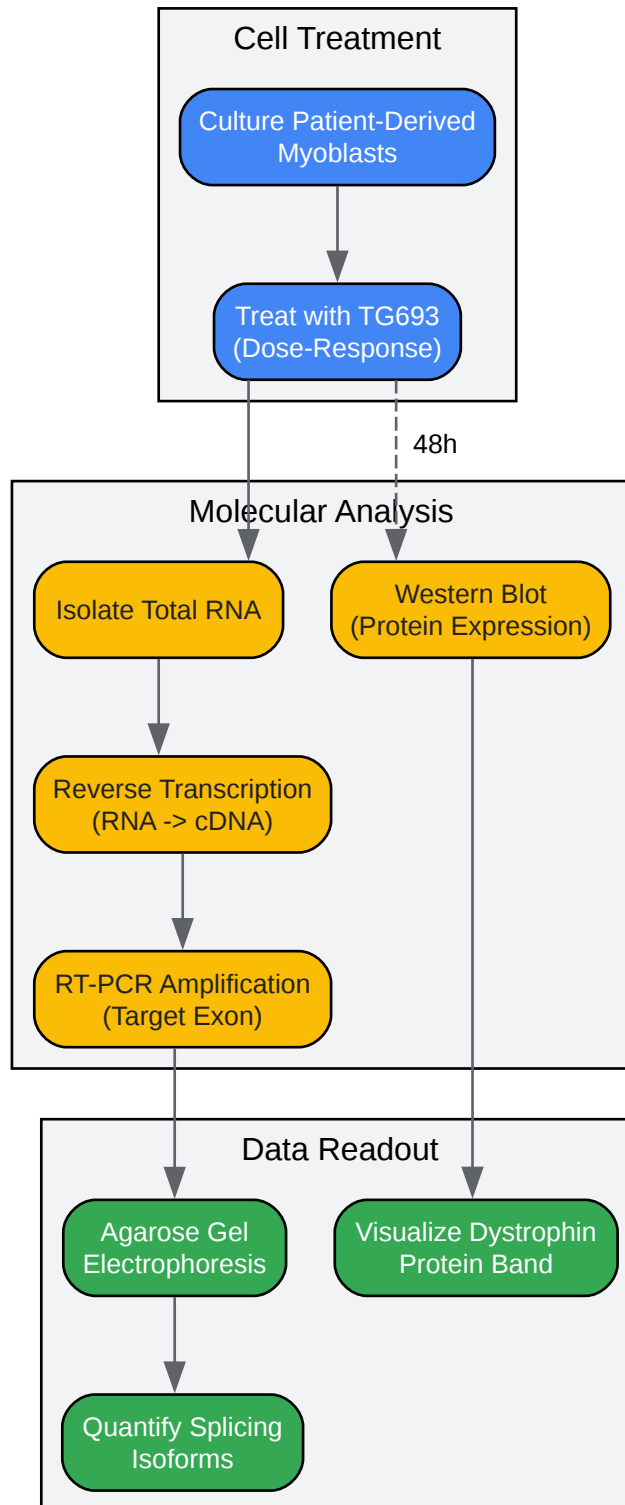 Cell Treatment
Culture Patient-Derived
Myoblasts
Treat with TG693
(Dose-Response)
48h
Molecular Analysis
Isolate Total RNA
Western Blot
(Protein Expression)
Reverse Transcription
(RNA -> cDNA)
RT-PCR Amplification
(Target Exon)
Data Readout
Agarose Gel
Electrophoresis
Visualize Dystrophin
Protein Band
Quantify Splicing
Isoforms